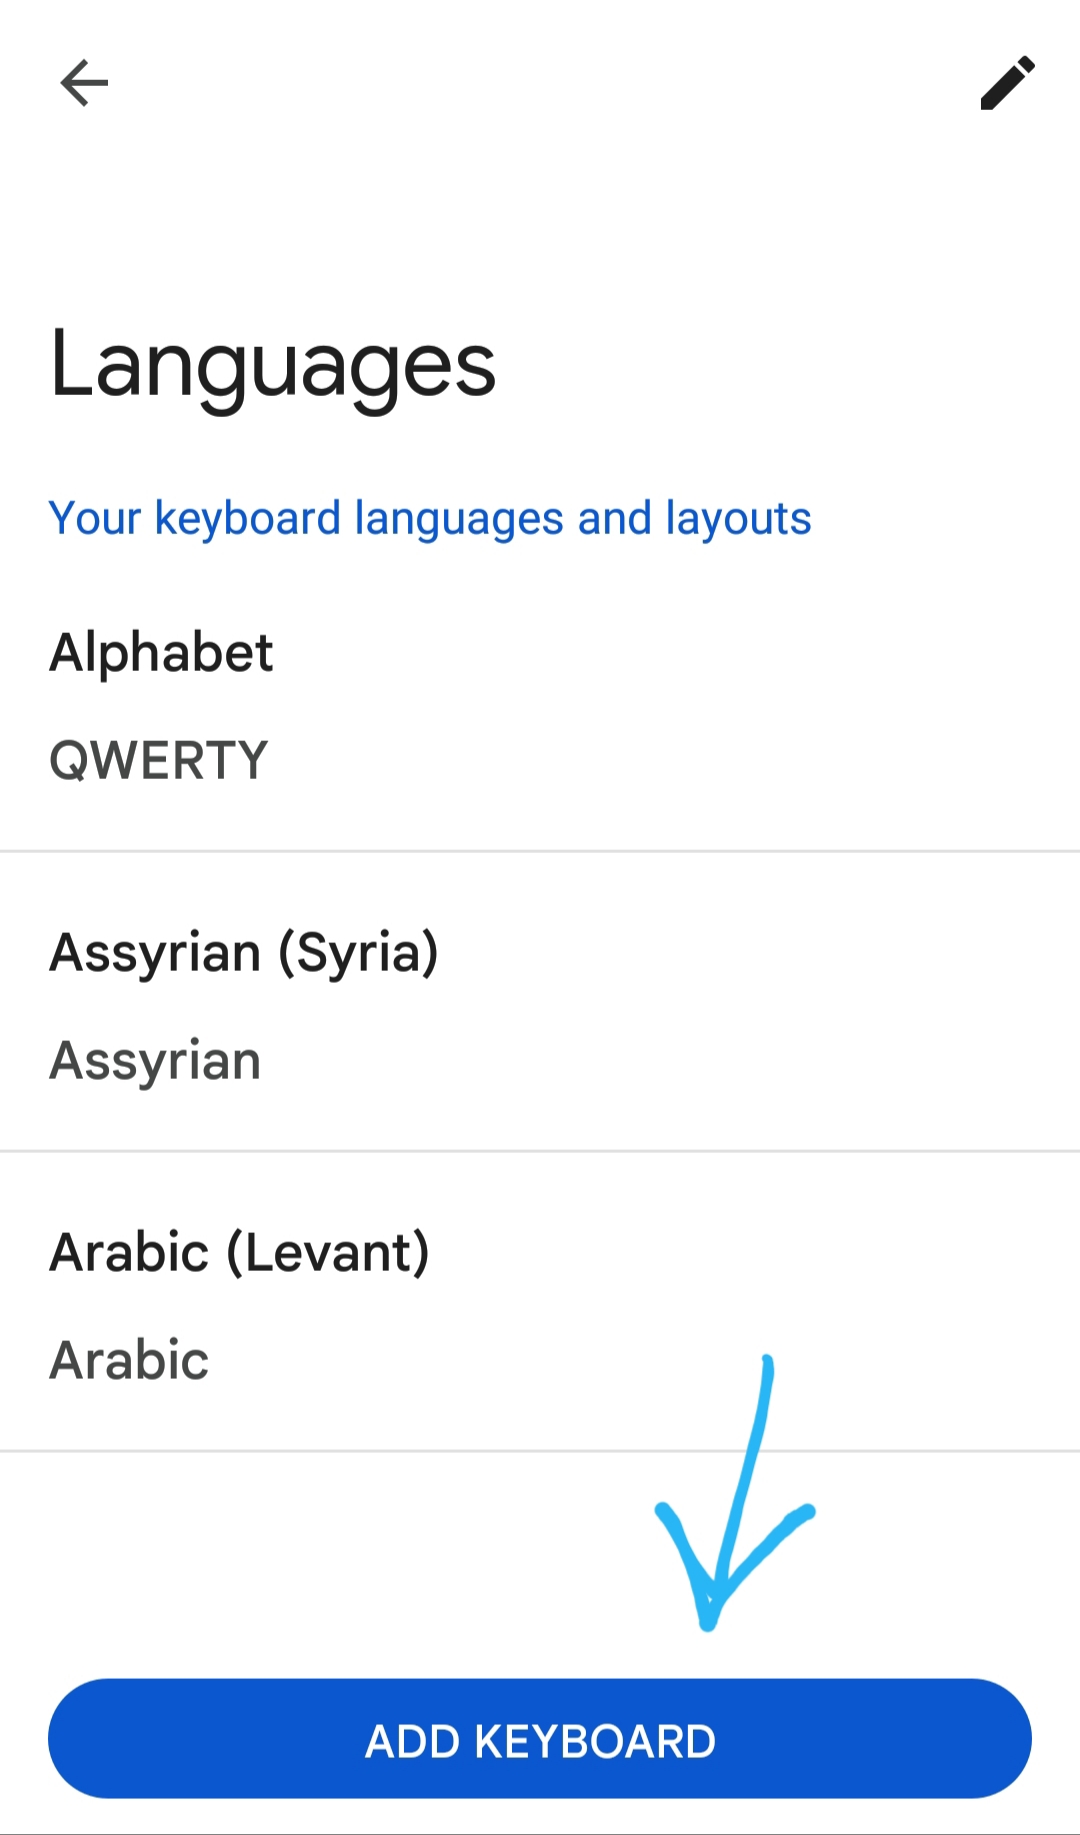 Languages
Your keyboard languages and layouts
Alphabet
QWERTY
Assyrian (Syria)
Assyrian
Arabic (Levant)
Arabic
ADD KEYBOARD